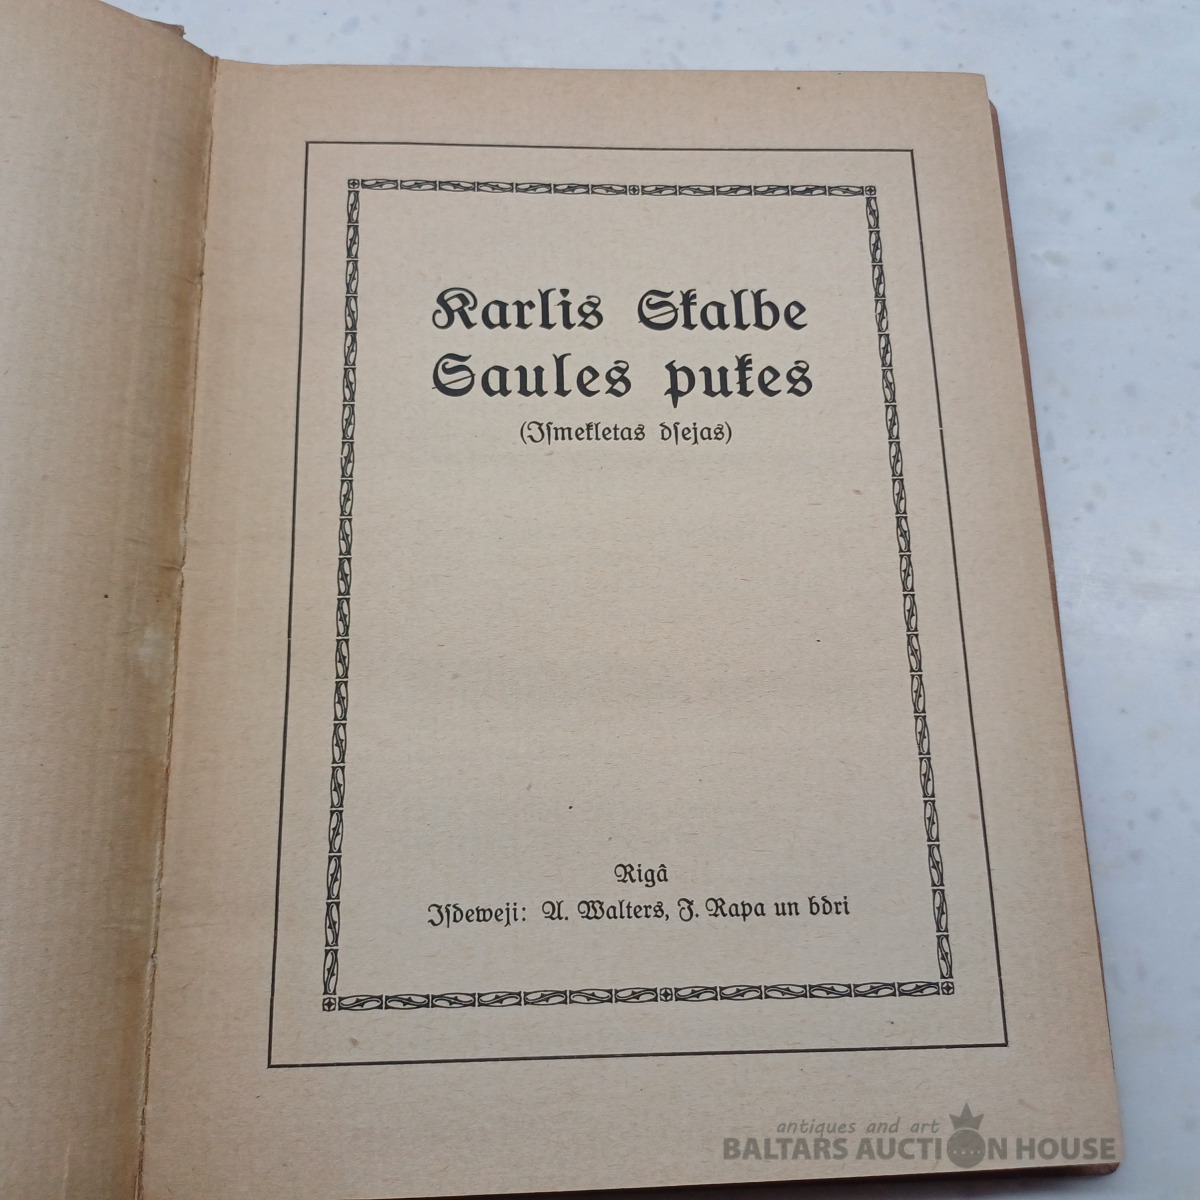 Karlis Skalbe
Saules pukes
(Iſmekletas dſejas)
Rigâ
Iſdeweji: A. Walters, J. Rapa un bdri
antiques and art
BALTARS AUCTION HOUSE